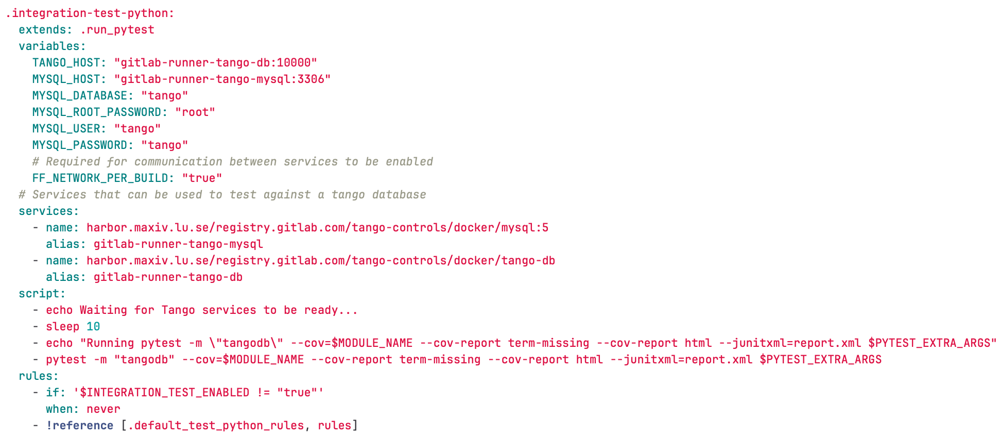 .integration-test-python:
  extends: .run_pytest
  variables:
    TANGO_HOST: "gitlab-runner-tango-db:10000"
    MYSQL_HOST: "gitlab-runner-tango-mysql:3306"
    MYSQL_DATABASE: "tango"
    MYSQL_ROOT_PASSWORD: "root"
    MYSQL_USER: "tango"
    MYSQL_PASSWORD: "tango"
    # Required for communication between services to be enabled
    FF_NETWORK_PER_BUILD: "true"
  # Services that can be used to test against a tango database
  services:
    - name: harbor.maxiv.lu.se/registry.gitlab.com/tango-controls/docker/mysql:5
      alias: gitlab-runner-tango-mysql
    - name: harbor.maxiv.lu.se/registry.gitlab.com/tango-controls/docker/tango-db
      alias: gitlab-runner-tango-db
  script:
    - echo Waiting for Tango services to be ready...
    - sleep 10
    - echo "Running pytest -m \"tangodb\" --cov=$MODULE_NAME --cov-report term-missing --cov-report html --junitxml=report.xml $PYTEST_EXTRA_ARGS"
    - pytest -m "tangodb" --cov=$MODULE_NAME --cov-report term-missing --cov-report html --junitxml=report.xml $PYTEST_EXTRA_ARGS
  rules:
    - if: '$INTEGRATION_TEST_ENABLED != "true"'
      when: never
    - !reference [.default_test_python_rules, rules]